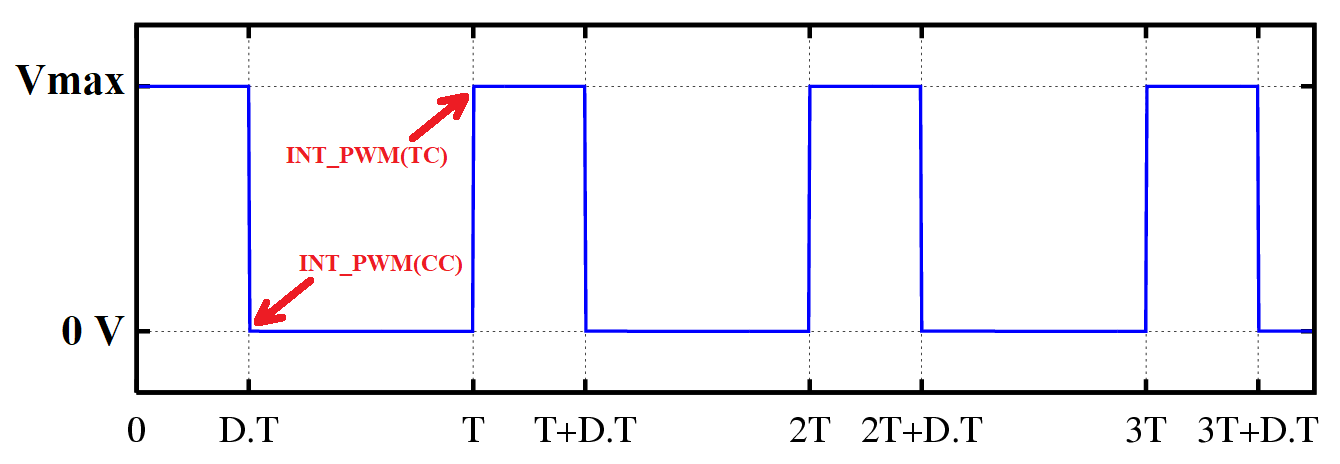 Vmax
INT_PWM(TC)
INT_PWM(CC)
0 V
0 D.T T T+D.T 2T 2T+D.T 3T 3T+D.T